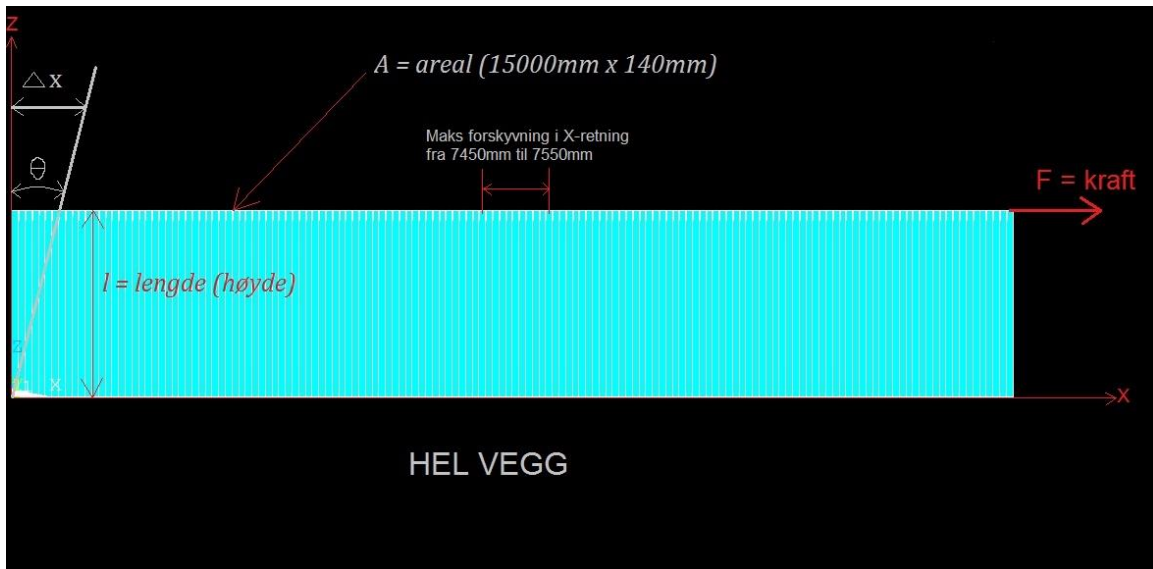 Z
△ X
A = areal (15000mm x 140mm)
Maks forskyvning i X-retning
fra 7450mm til 7550mm
θ
F = kraft
l = lengde (høyde)
Z
X
X
HEL VEGG